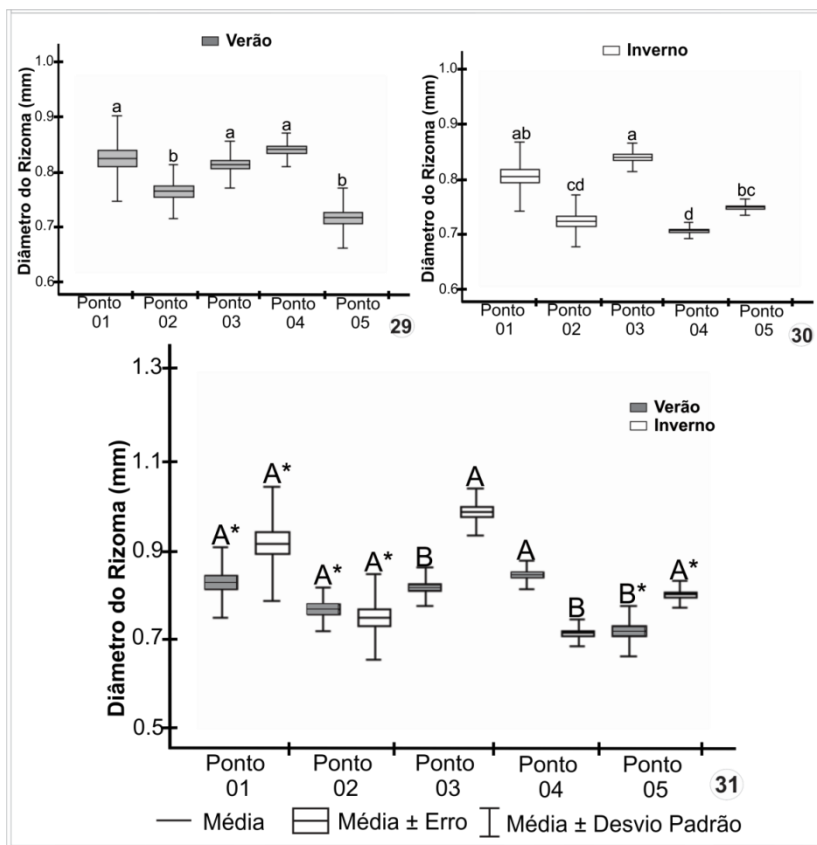 Verão
Diâmetro do Rizoma (mm)
1.0
0.9
0.8
0.7
0.6
a
b
a
a
b
Ponto 01
Ponto 02
Ponto 03
Ponto 04
Ponto 05
29
Inverno
Diâmetro do Rizoma (mm)
1.0
0.9
0.8
0.7
0.6
ab
cd
a
d
bc
Ponto 01
Ponto 02
Ponto 03
Ponto 04
Ponto 05
30
Diâmetro do Rizoma (mm)
1.3
1.1
0.9
0.7
0.5
Verão
Inverno
A*
A*
A*
A*
B
A
A
B
B*
A*
Ponto 01
Ponto 02
Ponto 03
Ponto 04
Ponto 05
31
Média
Média ± Erro
Média ± Desvio Padrão